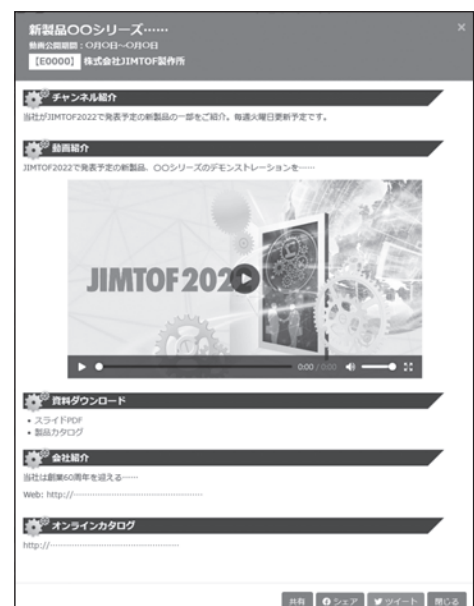 新製品〇〇シリーズ……
動画公開期間：〇月〇日～〇月〇日
【E0000】 株式会社JIMTOF製作所
×
チャンネル紹介
当社がJIMTOF2022で発表予定の新製品の一部をご紹介。毎週火曜日更新予定です。
動画紹介
JIMTOF2022で発表予定の新製品、〇〇シリーズのデモンストレーションを……
JIMTOF 202
0:00 / 0:00
資料ダウンロード
• スライドPDF
• 製品カタログ
会社紹介
当社は創業60周年を迎える……
Web: http://………………………………………………
オンラインカタログ
http://………………………………………………
共有 シェア ツイート 閉じる